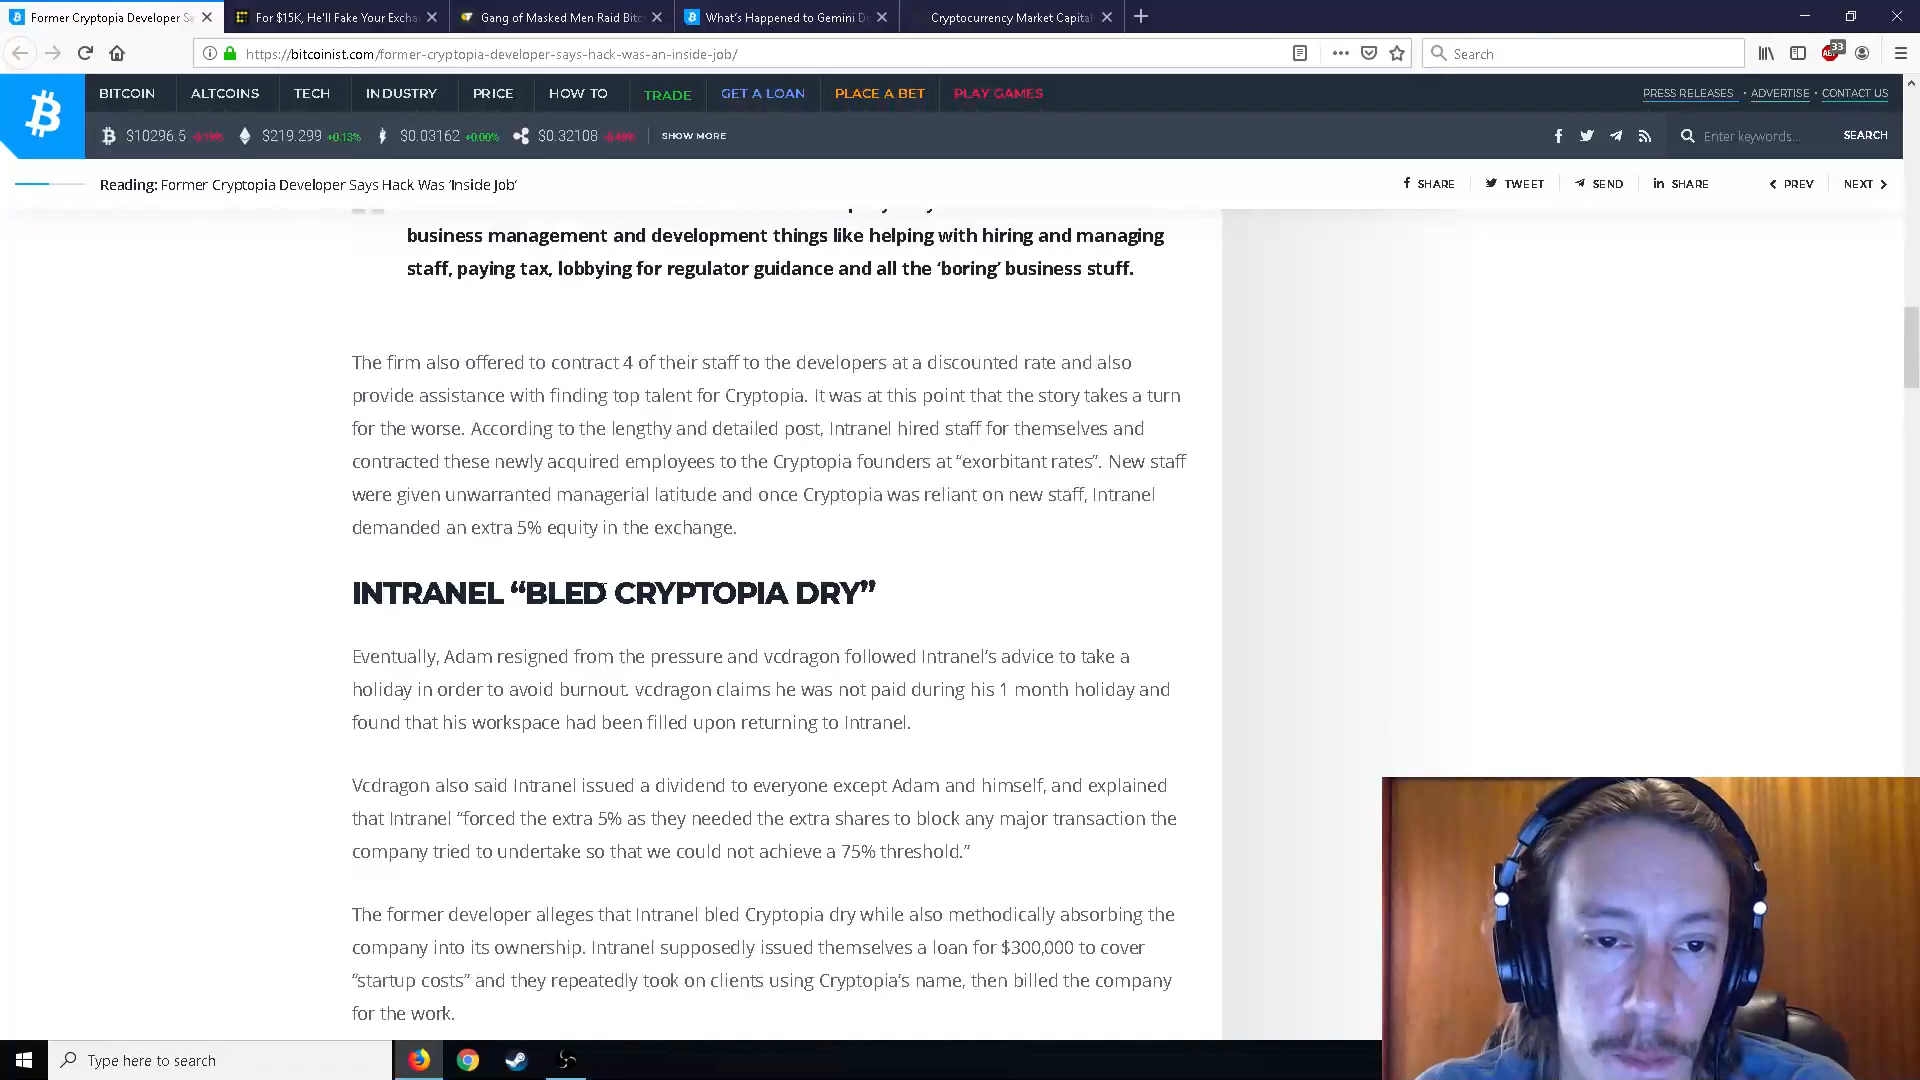 Former Cryptopia Developer Sa
For $15K, He'll Fake Your Excha
Gang of Masked Men Raid Bitc
What's Happened to Gemini D
Cryptocurrency Market Capital
https://bitcoinist.com/former-cryptopia-developer-says-hack-was-an-inside-job/
Search
33
BITCOIN ALTCOINS TECH INDUSTRY PRICE HOW TO TRADE GET A LOAN PLACE A BET PLAY GAMES
PRESS RELEASES · ADVERTISE · CONTACT US
$10296.5 -0.19% $219.299 +0.13% $0.03162 +0.00% $0.32108 SHOW MORE
Enter keywords... SEARCH
Reading: Former Cryptopia Developer Says Hack Was 'Inside Job'
SHARE TWEET SEND SHARE PREV NEXT
business management and development things like helping with hiring and managing
staff, paying tax, lobbying for regulator guidance and all the ‘boring’ business stuff.
The firm also offered to contract 4 of their staff to the developers at a discounted rate and also
provide assistance with finding top talent for Cryptopia. It was at this point that the story takes a turn
for the worse. According to the lengthy and detailed post, Intranel hired staff for themselves and
contracted these newly acquired employees to the Cryptopia founders at “exorbitant rates”. New staff
were given unwarranted managerial latitude and once Cryptopia was reliant on new staff, Intranel
demanded an extra 5% equity in the exchange.
INTRANEL “BLED CRYPTOPIA DRY”
Eventually, Adam resigned from the pressure and vcdragon followed Intranel’s advice to take a
holiday in order to avoid burnout. vcdragon claims he was not paid during his 1 month holiday and
found that his workspace had been filled upon returning to Intranel.
Vcdragon also said Intranel issued a dividend to everyone except Adam and himself, and explained
that Intranel “forced the extra 5% as they needed the extra shares to block any major transaction the
company tried to undertake so that we could not achieve a 75% threshold.”
The former developer alleges that Intranel bled Cryptopia dry while also methodically absorbing the
company into its ownership. Intranel supposedly issued themselves a loan for $300,000 to cover
“startup costs” and they repeatedly took on clients using Cryptopia’s name, then billed the company
for the work.
Type here to search